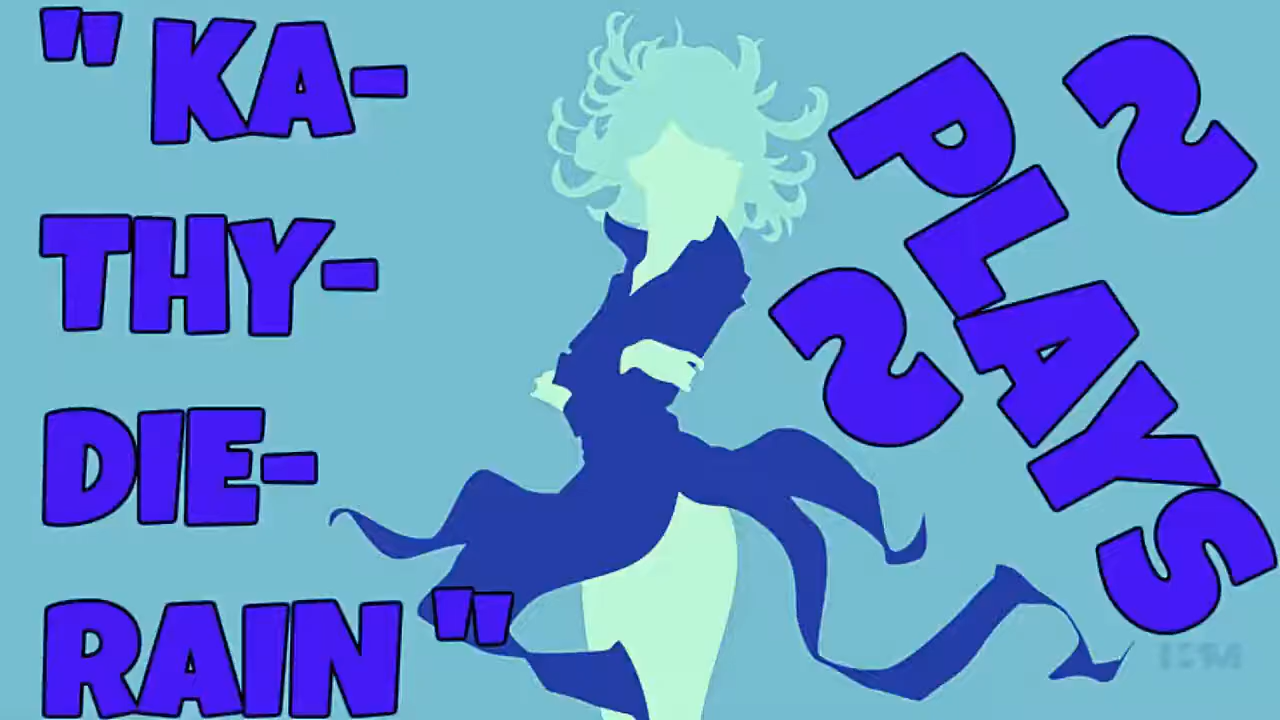 " KA-
THY-
DIE-
RAIN "
S
PLAYS
S